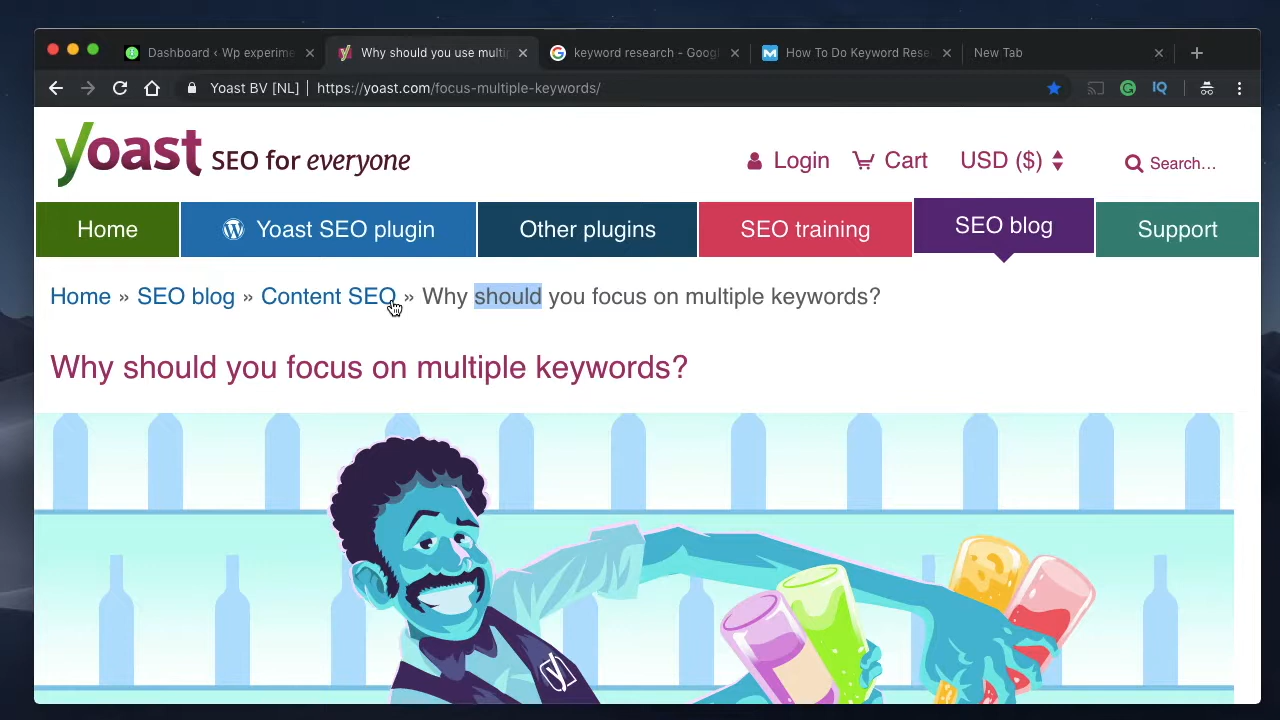 Dashboard ‹ Wp experime
Why should you use multi
keyword research - Googl
How To Do Keyword Rese
New Tab
Yoast BV [NL] | https://yoast.com/focus-multiple-keywords/
IQ
yoast SEO for everyone
Login
Cart
USD ($)
Search...
Home
Yoast SEO plugin
Other plugins
SEO training
SEO blog
Support
Home » SEO blog » Content SEO » Why should you focus on multiple keywords?
Why should you focus on multiple keywords?